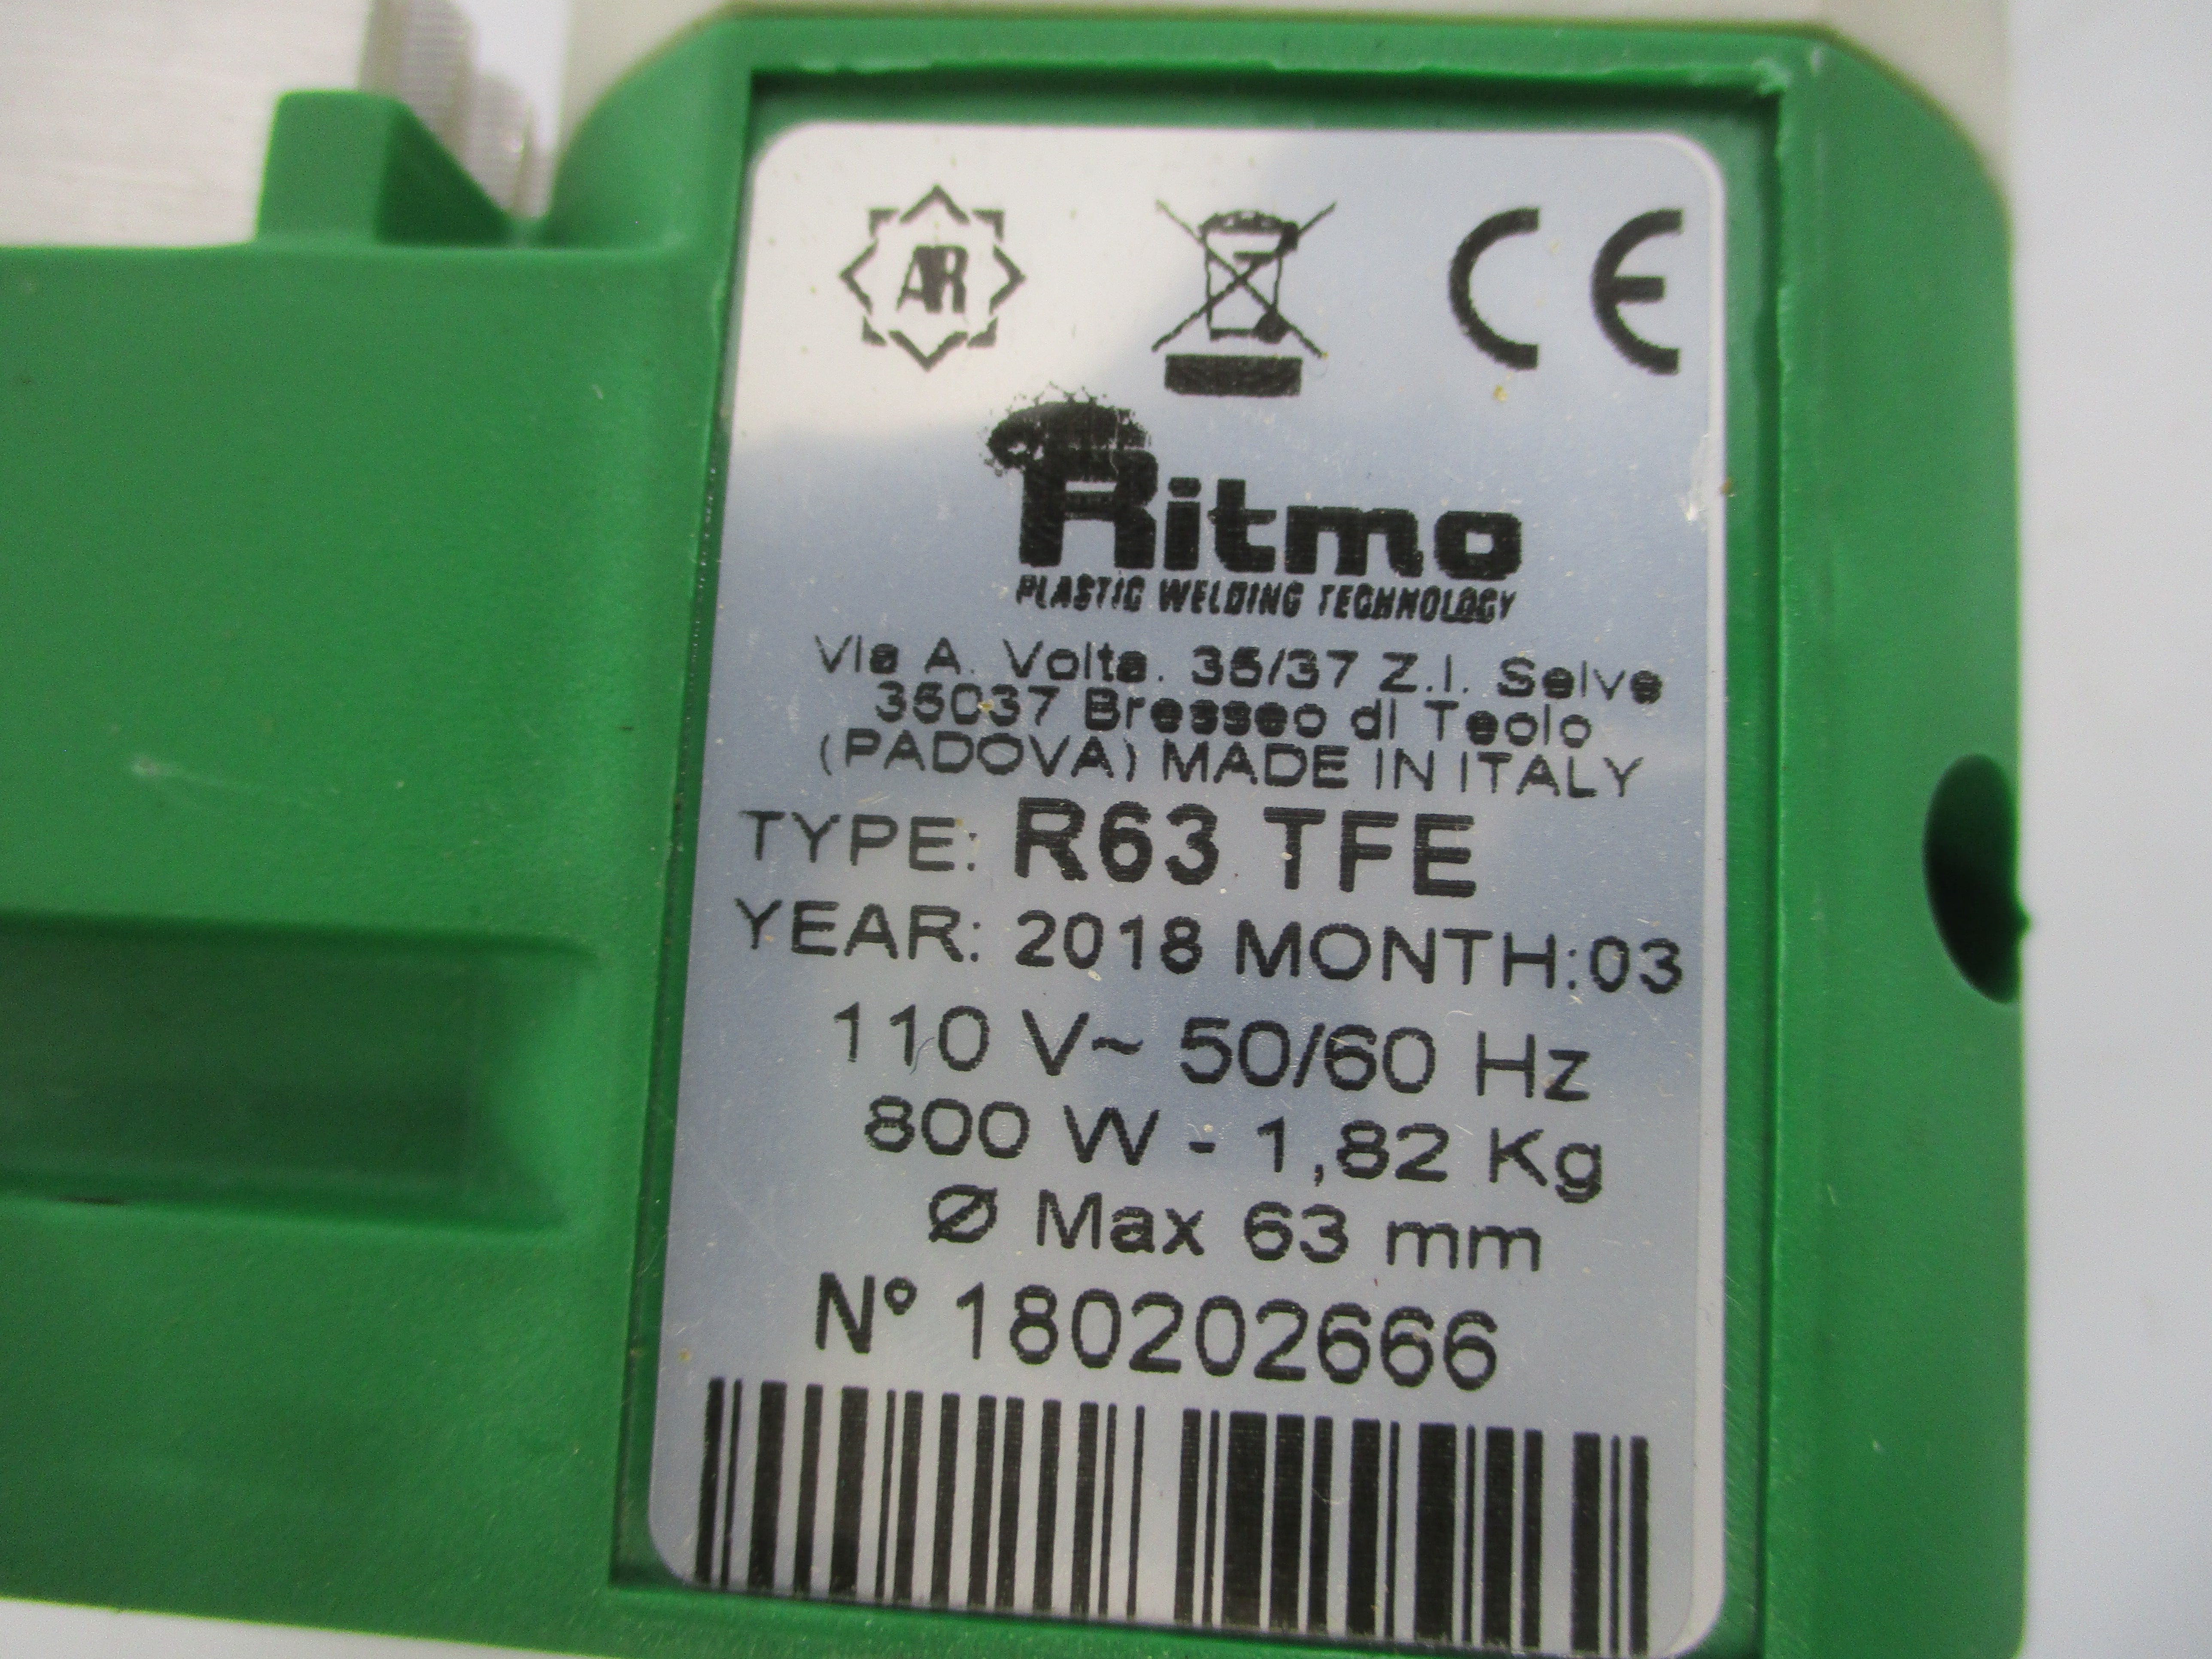 AR
CE
Ritmo
PLASTIC WELDING TECHNOLOGY
Via A. Volta. 35/37 Z.I. Selve
35037 Bresseo di Teolo
(PADOVA) MADE IN ITALY
TYPE: R63 TFE
YEAR: 2018 MONTH:03
110 V~ 50/60 Hz
800 W - 1,82 Kg
Ø Max 63 mm
N° 180202666